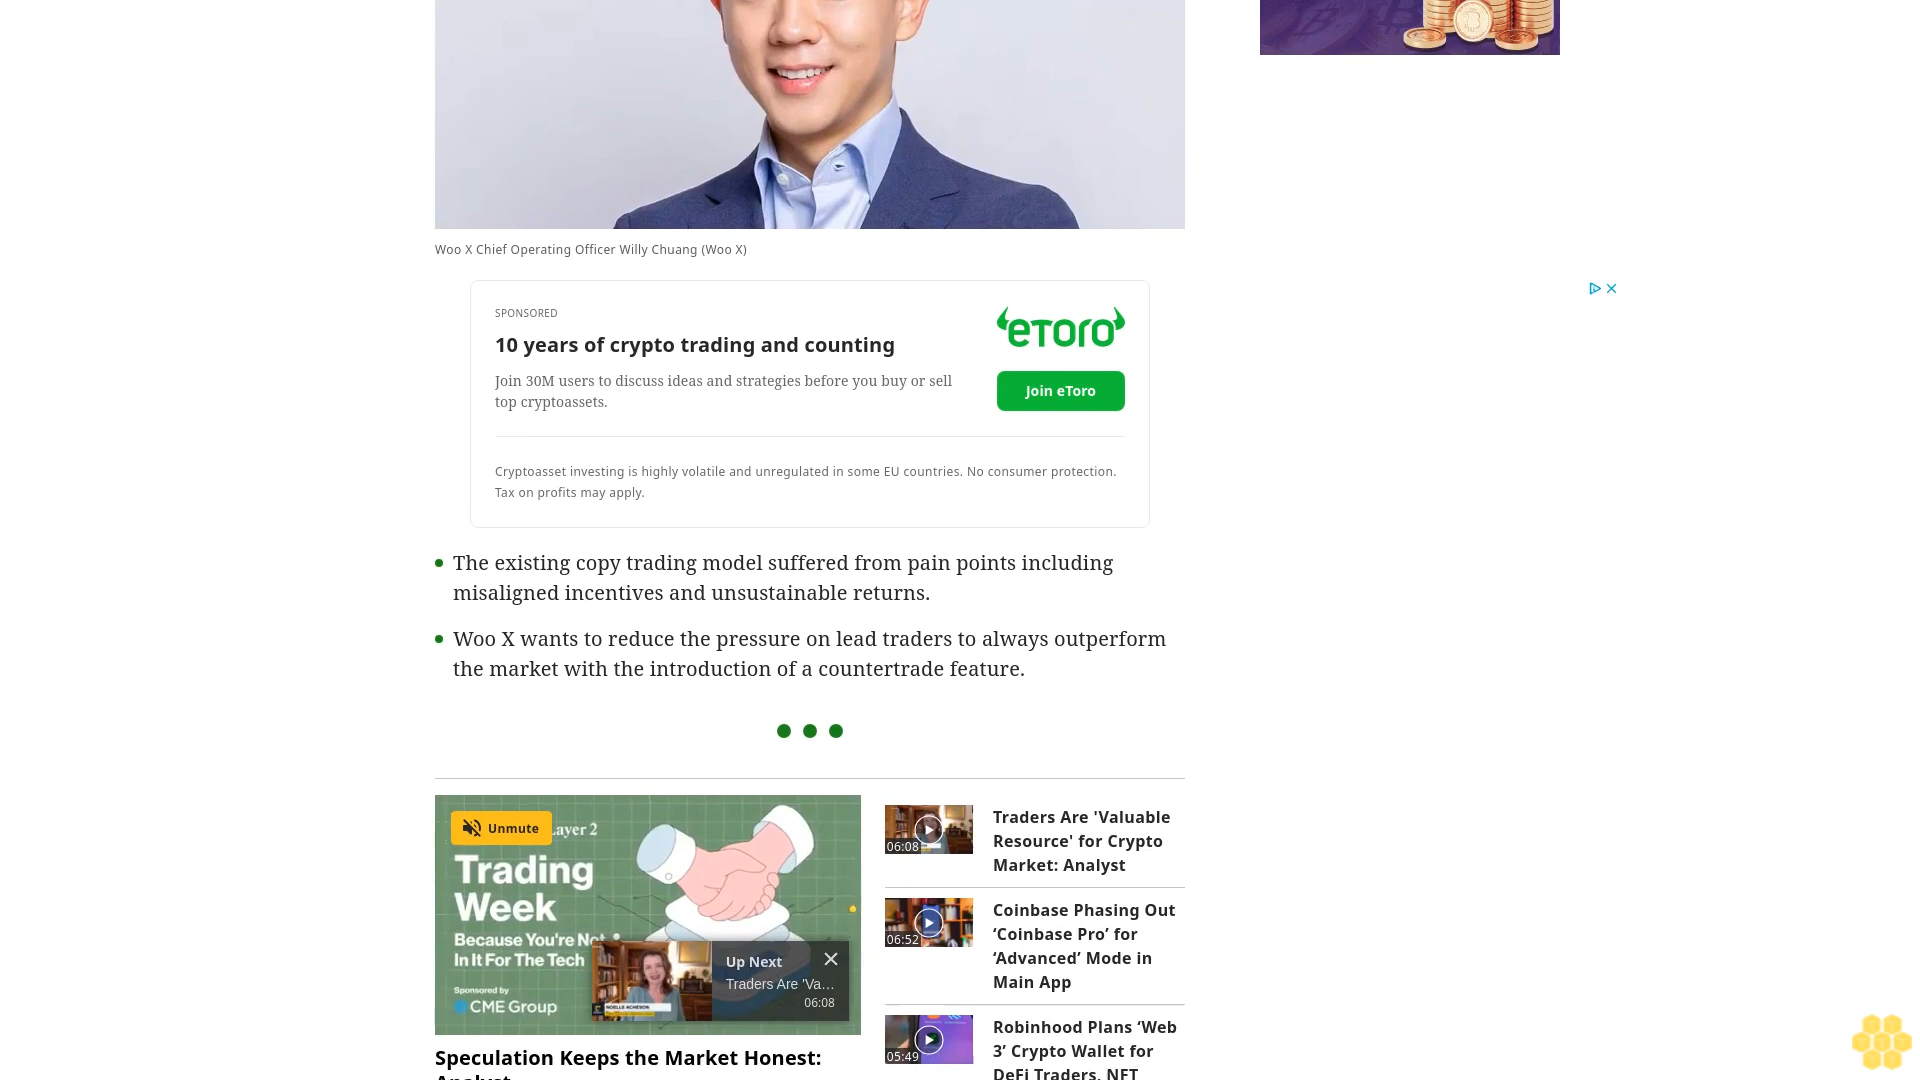 Woo X Chief Operating Officer Willy Chuang (Woo X)
SPONSORED
10 years of crypto trading and counting
Join 30M users to discuss ideas and strategies before you buy or sell
top cryptoassets.
eToro
Join eToro
Cryptoasset investing is highly volatile and unregulated in some EU countries. No consumer protection.
Tax on profits may apply.
The existing copy trading model suffered from pain points including
misaligned incentives and unsustainable returns.
Woo X wants to reduce the pressure on lead traders to always outperform
the market with the introduction of a countertrade feature.
Unmute
Layer 2
Trading
Week
Because You're Not
In It For The Tech
Sponsored by
CME Group
NOELLE ACHESON
Up Next
Traders Are 'Va...
06:08
Speculation Keeps the Market Honest:
Analyst
06:08
Traders Are 'Valuable
Resource' for Crypto
Market: Analyst
06:52
Coinbase Phasing Out
‘Coinbase Pro’ for
‘Advanced’ Mode in
Main App
05:49
Robinhood Plans ‘Web
3’ Crypto Wallet for
DeFi Traders, NFT